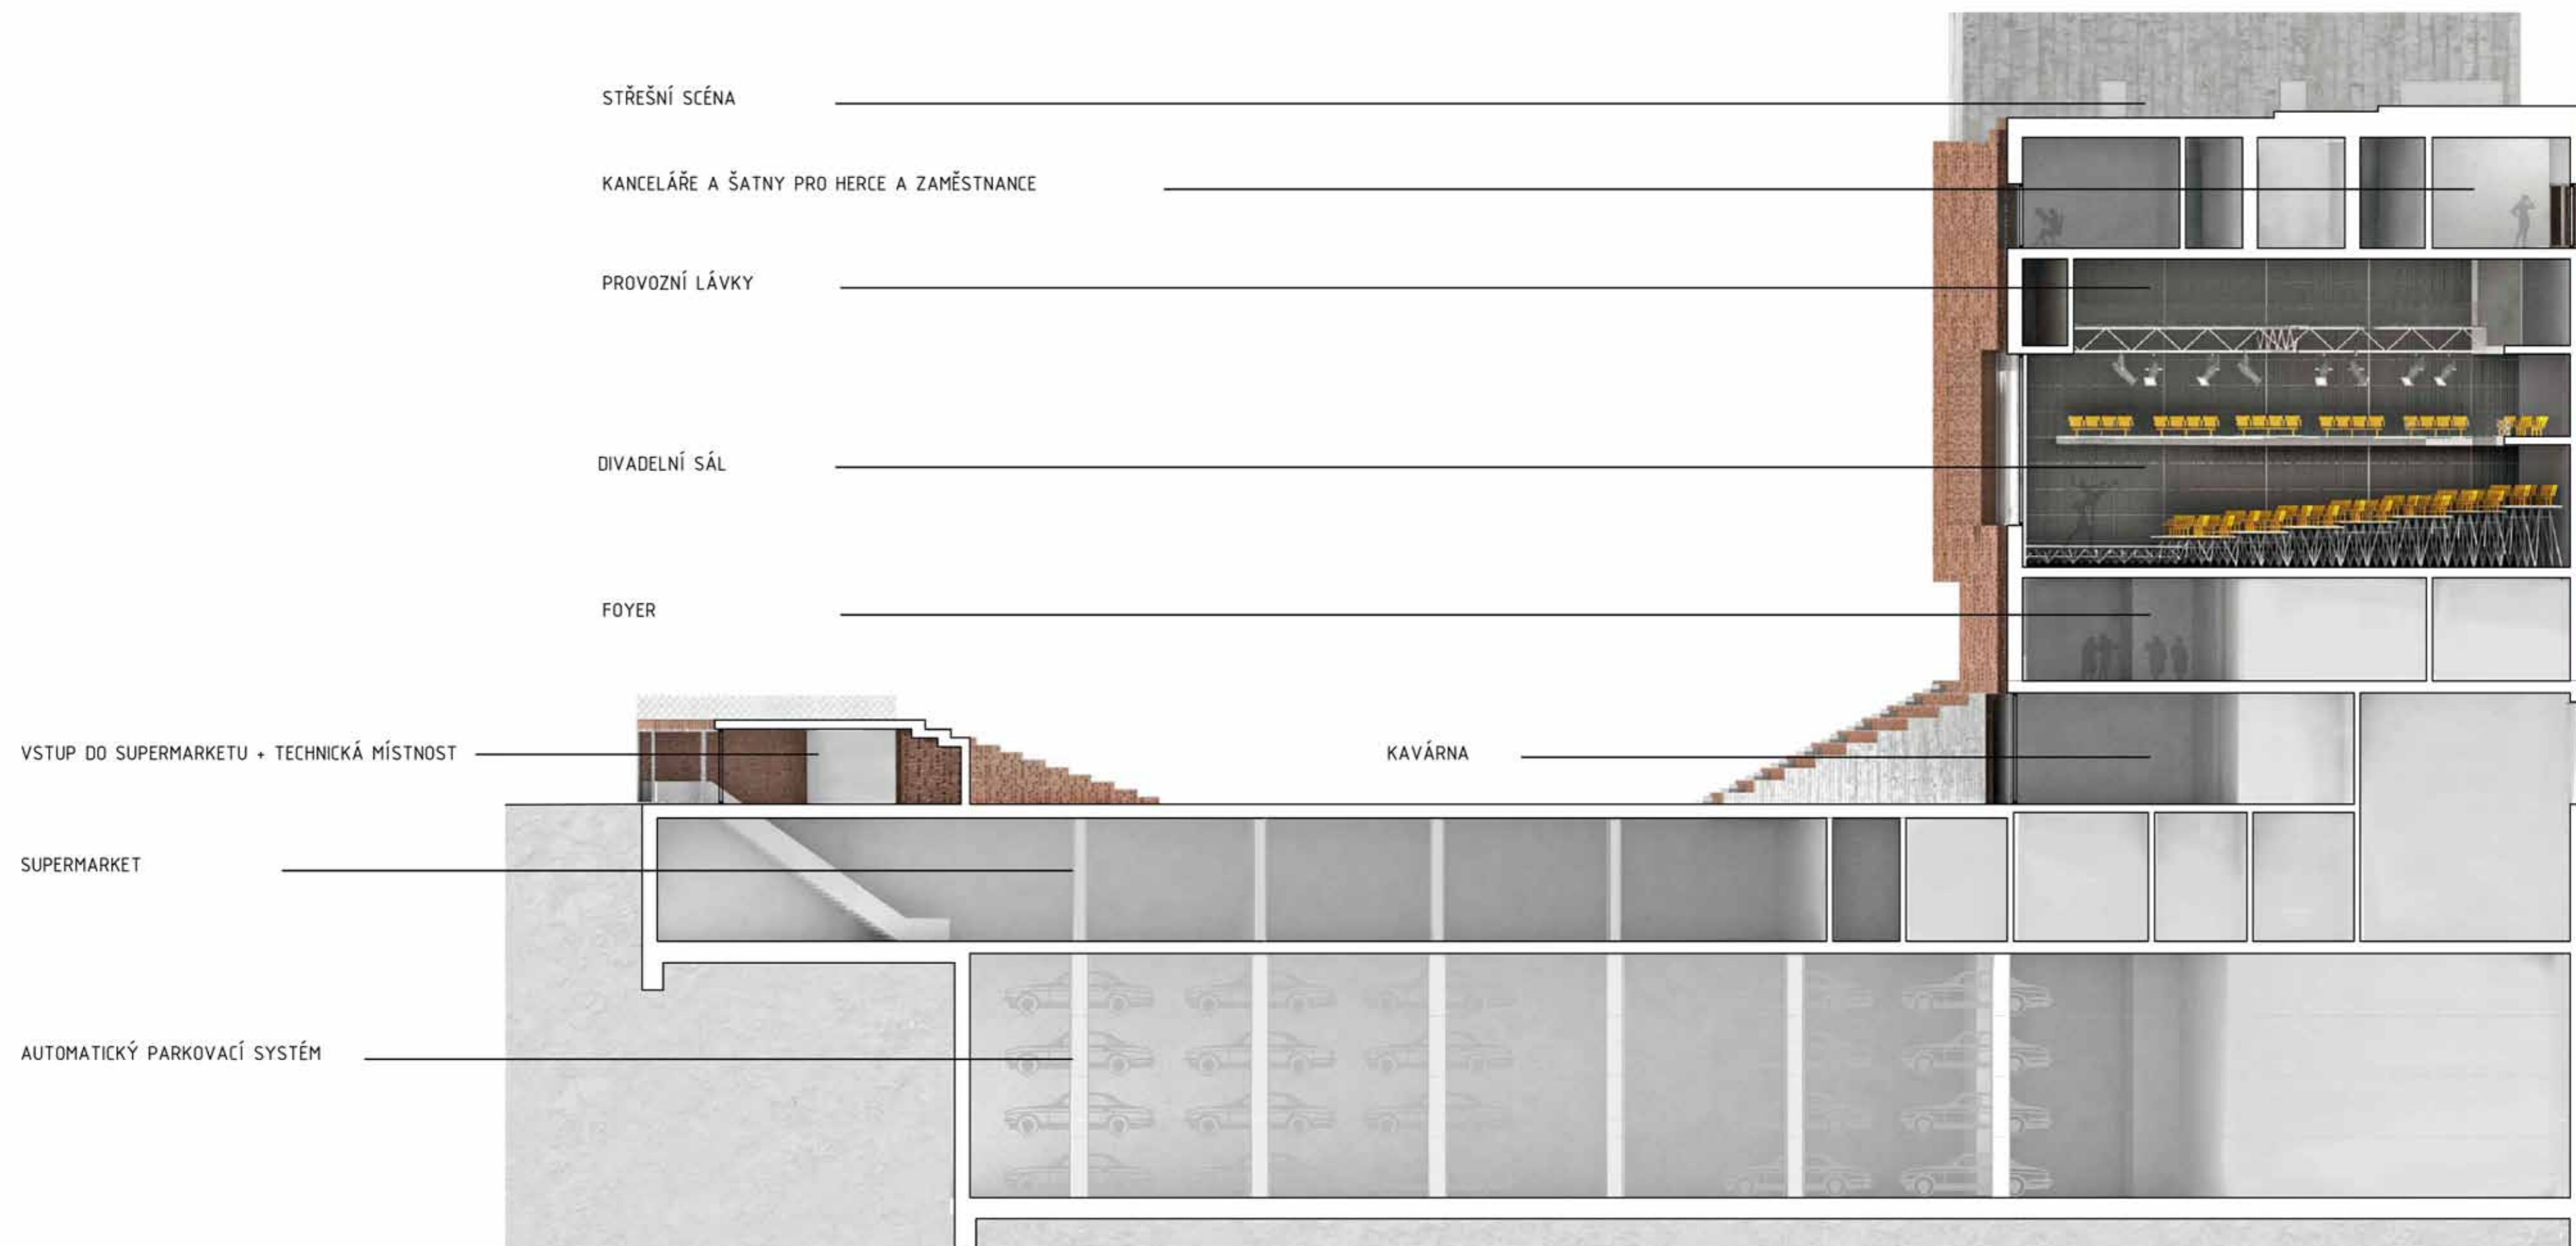 STŘEŠNÍ SCÉNA
KANCELÁŘE A ŠATNY PRO HERCE A ZAMĚSTNANCE
PROVOZNÍ LÁVKY
DIVADELNÍ SÁL
FOYER
VSTUP DO SUPERMARKETU + TECHNICKÁ MÍSTNOST
KAVÁRNA
SUPERMARKET
AUTOMATICKÝ PARKOVACÍ SYSTÉM